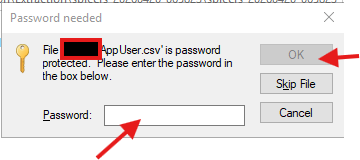 Password needed
File AppUser.csv' is password
protected. Please enter the password in
the box below.
OK
Skip File
Password:
Cancel